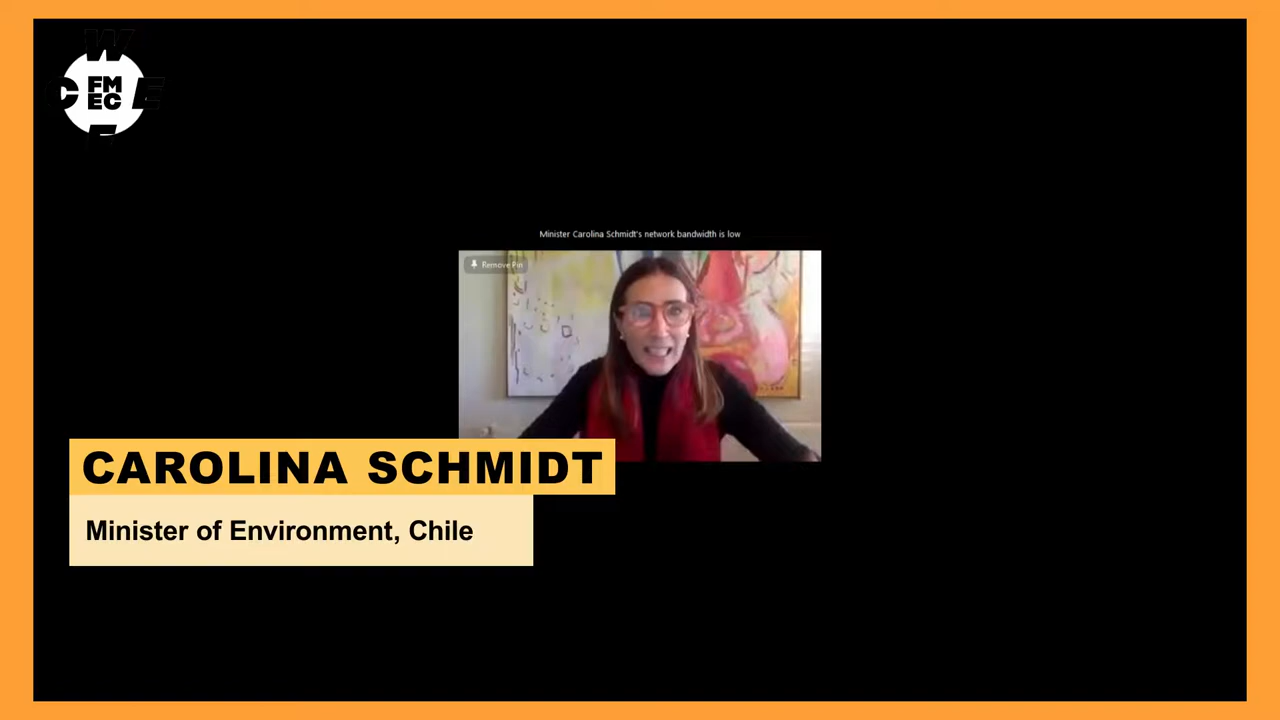 W
C FM E
EC
F
Minister Carolina Schmidt's network bandwidth is low
Remove Pin
CAROLINA SCHMIDT
Minister of Environment, Chile